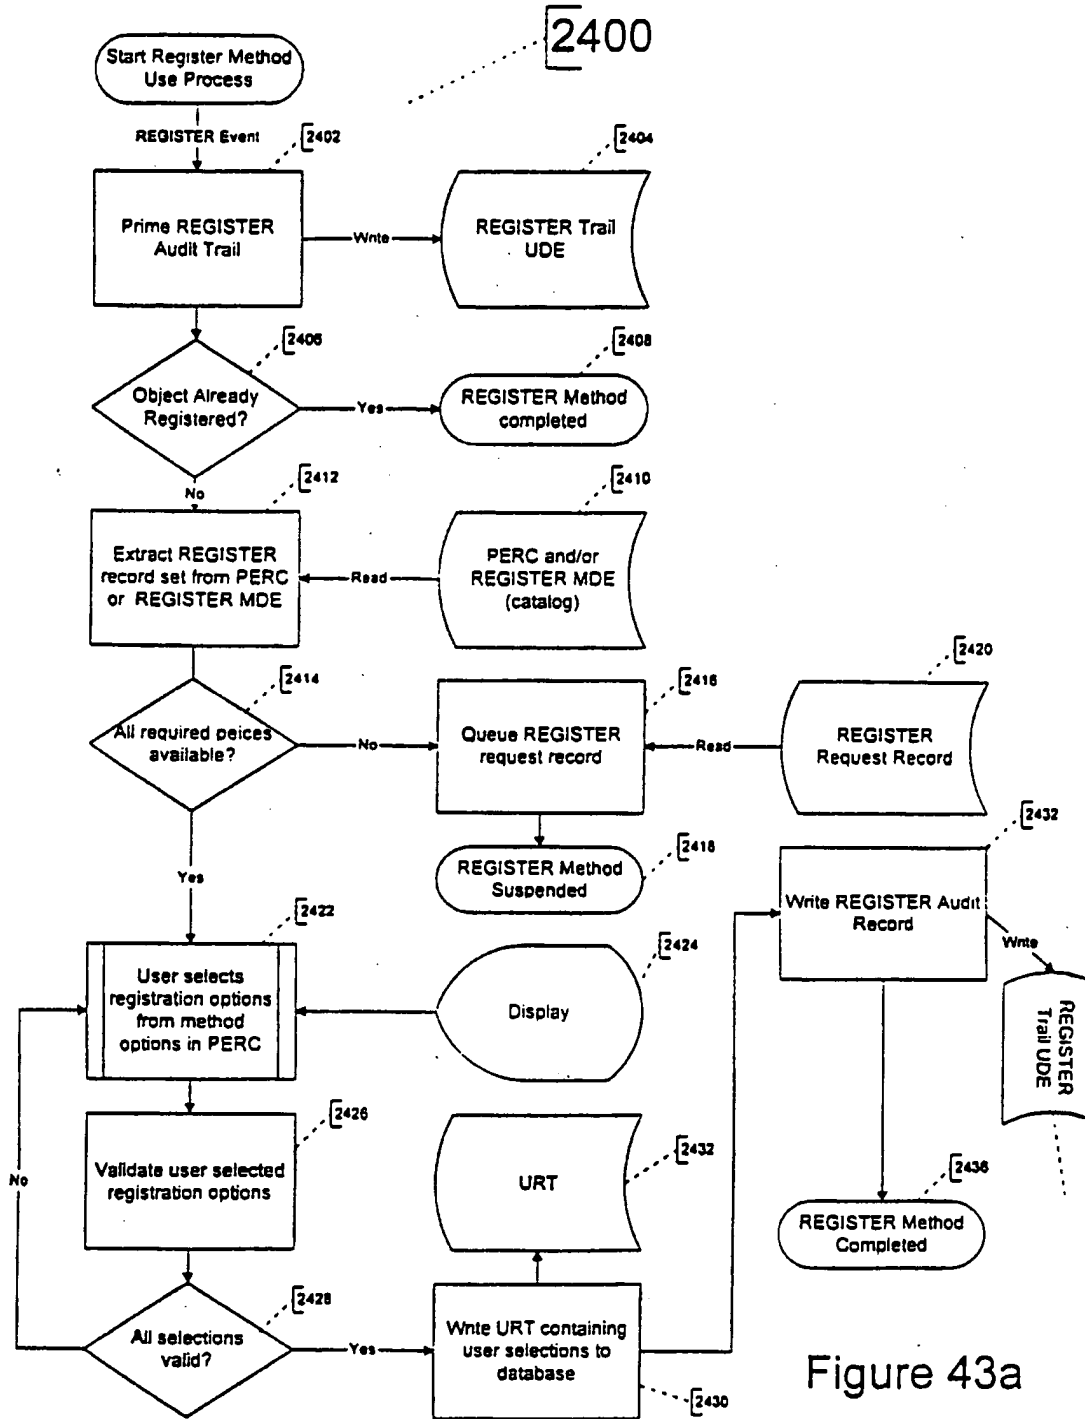 2400
Start Register Method
Use Process
REGISTER Event
2402
2404
Prime REGISTER
Audit Trail
Write
REGISTER Trail
UDE
2406
2408
Object Already
Registered?
Yes
REGISTER Method
completed
No
2412
2410
Extract REGISTER
record set from PERC
or REGISTER MDE
Read
PERC and/or
REGISTER MDE
(catalog)
2414
2416
2420
All required peices
available?
No
Queue REGISTER
request record
Read
REGISTER
Request Record
2418
REGISTER Method
Suspended
2432
Write REGISTER Audit
Record
Write
REGISTER
Trail UDE
Yes
2422
2424
User selects
registration options
from method
options in PERC
Display
2426
2432
Validate user selected
registration options
URT
No
2436
REGISTER Method
Completed
2428
All selections
valid?
Yes
Write URT containing
user selections to
database
2430
Figure 43a